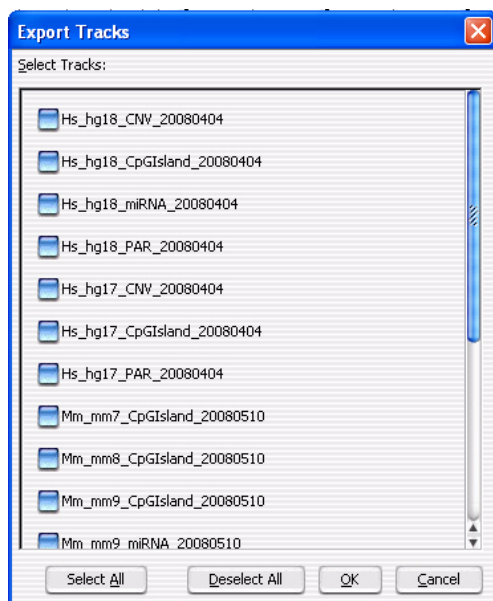 Export Tracks
Select Tracks:
Hs_hg18_CNV_20080404
Hs_hg18_CpGIsland_20080404
Hs_hg18_miRNA_20080404
Hs_hg18_PAR_20080404
Hs_hg17_CNV_20080404
Hs_hg17_CpGIsland_20080404
Hs_hg17_PAR_20080404
Mm_mm7_CpGIsland_20080510
Mm_mm8_CpGIsland_20080510
Mm_mm9_CpGIsland_20080510
Mm_mm9_miRNA_20080510
Select All Deselect All OK Cancel